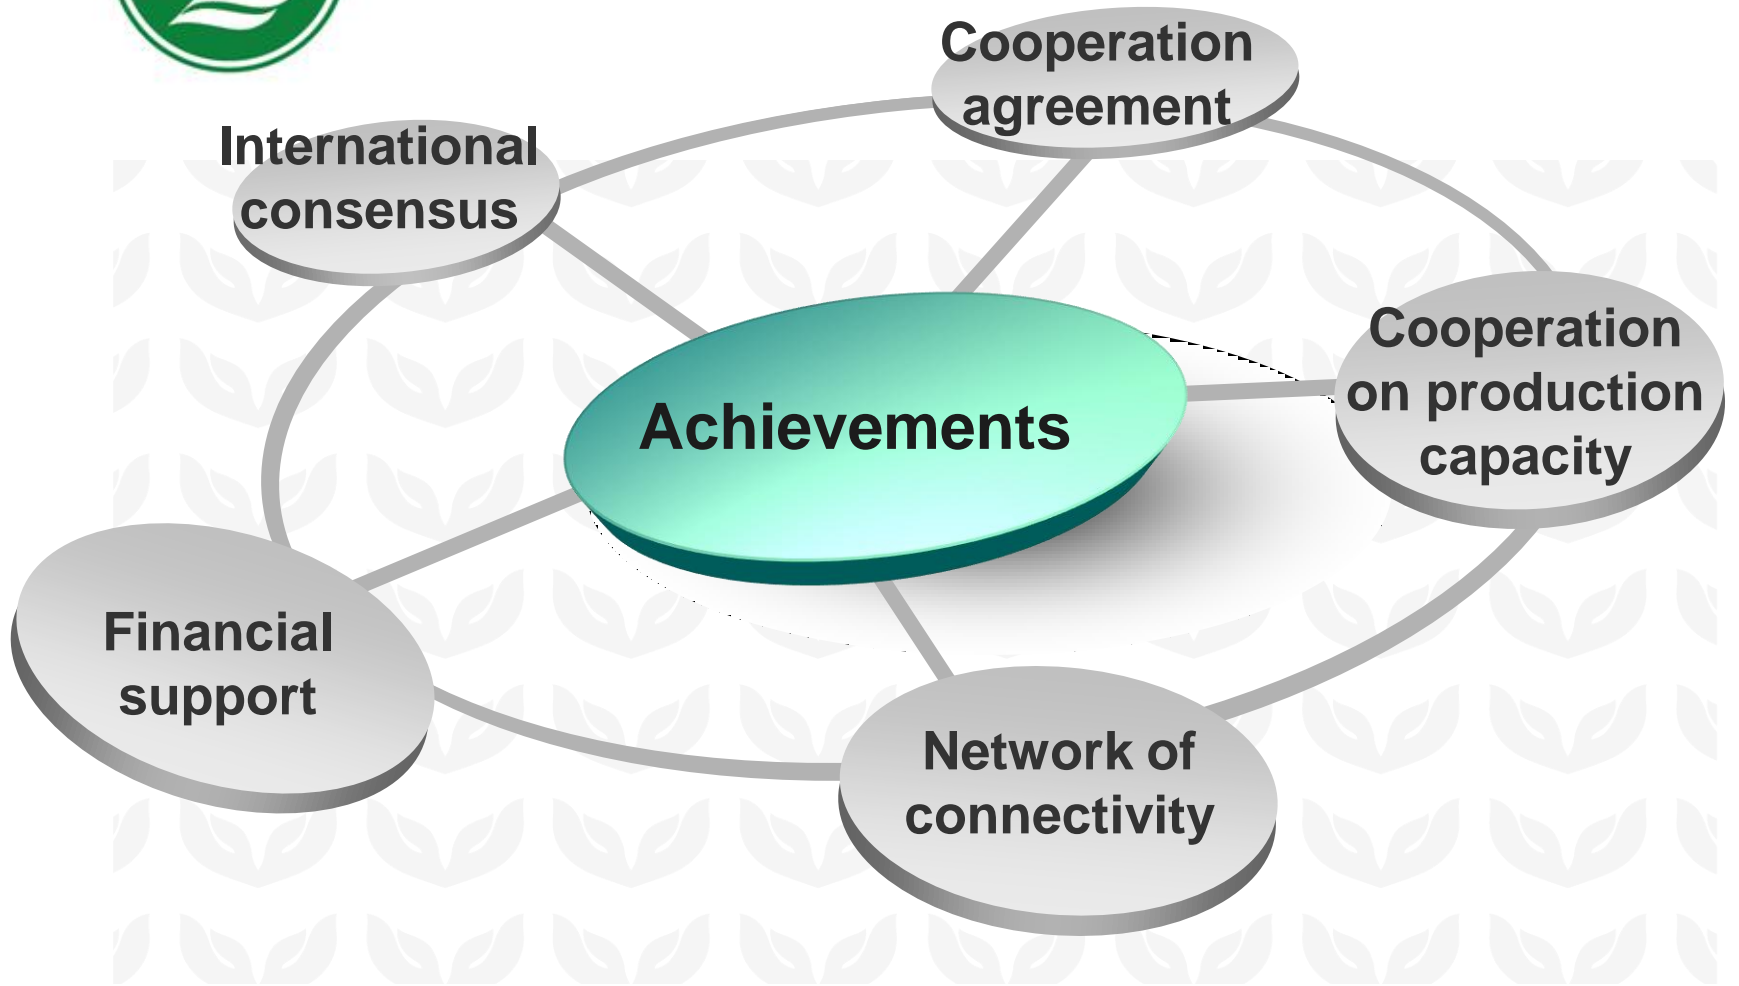 Cooperation
agreement
International
consensus
Cooperation
on production
capacity
Achievements
Financial
support
Network of
connectivity